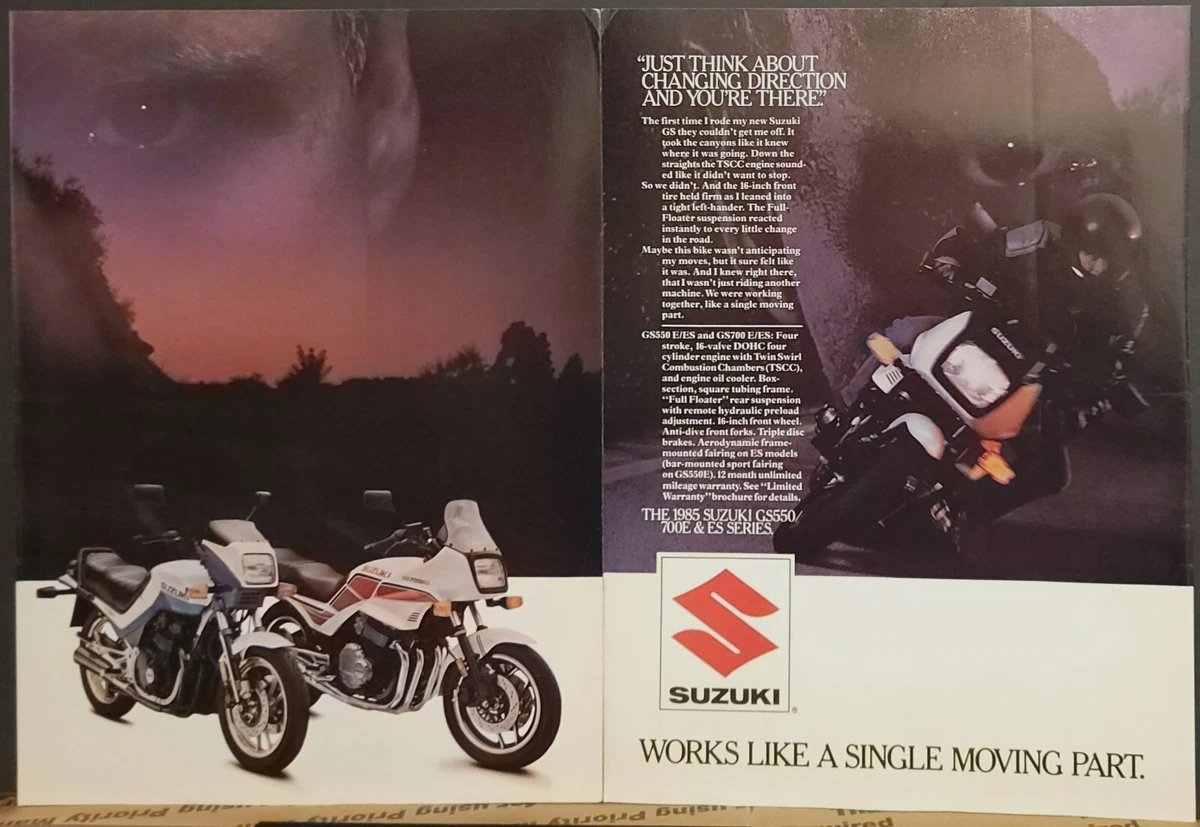 “JUST THINK ABOUT
CHANGING DIRECTION
AND YOU’RE THERE.”
The first time I rode my new Suzuki
GS they couldn’t get me off. It
took the canyons like it knew
where it was going. Down the
straights the TSCC engine sound-
ed like it didn’t want to stop.
So we didn’t. And the 16-inch front
tire held firm as I leaned into
a tight left-hander. The Full-
Floater suspension reacted
instantly to every little change
in the road.
Maybe this bike wasn’t anticipating
my moves, but it sure felt like
it was. And I knew right there,
that I wasn’t just riding another
machine. We were working
together, like a single moving
part.
GS550 E/ES and GS700 E/ES: Four
stroke, 16-valve DOHC four
cylinder engine with Twin Swirl
Combustion Chambers (TSCC),
and engine oil cooler. Box-
section, square tubing frame.
“Full Floater” rear suspension
with remote hydraulic preload
adjustment. 16-inch front wheel.
Anti-dive front forks. Triple disc
brakes. Aerodynamic frame-
mounted fairing on ES models
(bar-mounted sport fairing
on GS550E). 12 month unlimited
mileage warranty. See “Limited
Warranty” brochure for details.
THE 1985 SUZUKI GS550/
700E & ES SERIES.
SUZUKI
SUZUKI
SUZUKI
SUZUKI®
WORKS LIKE A SINGLE MOVING PART.
for using Priority Mail
using Priority